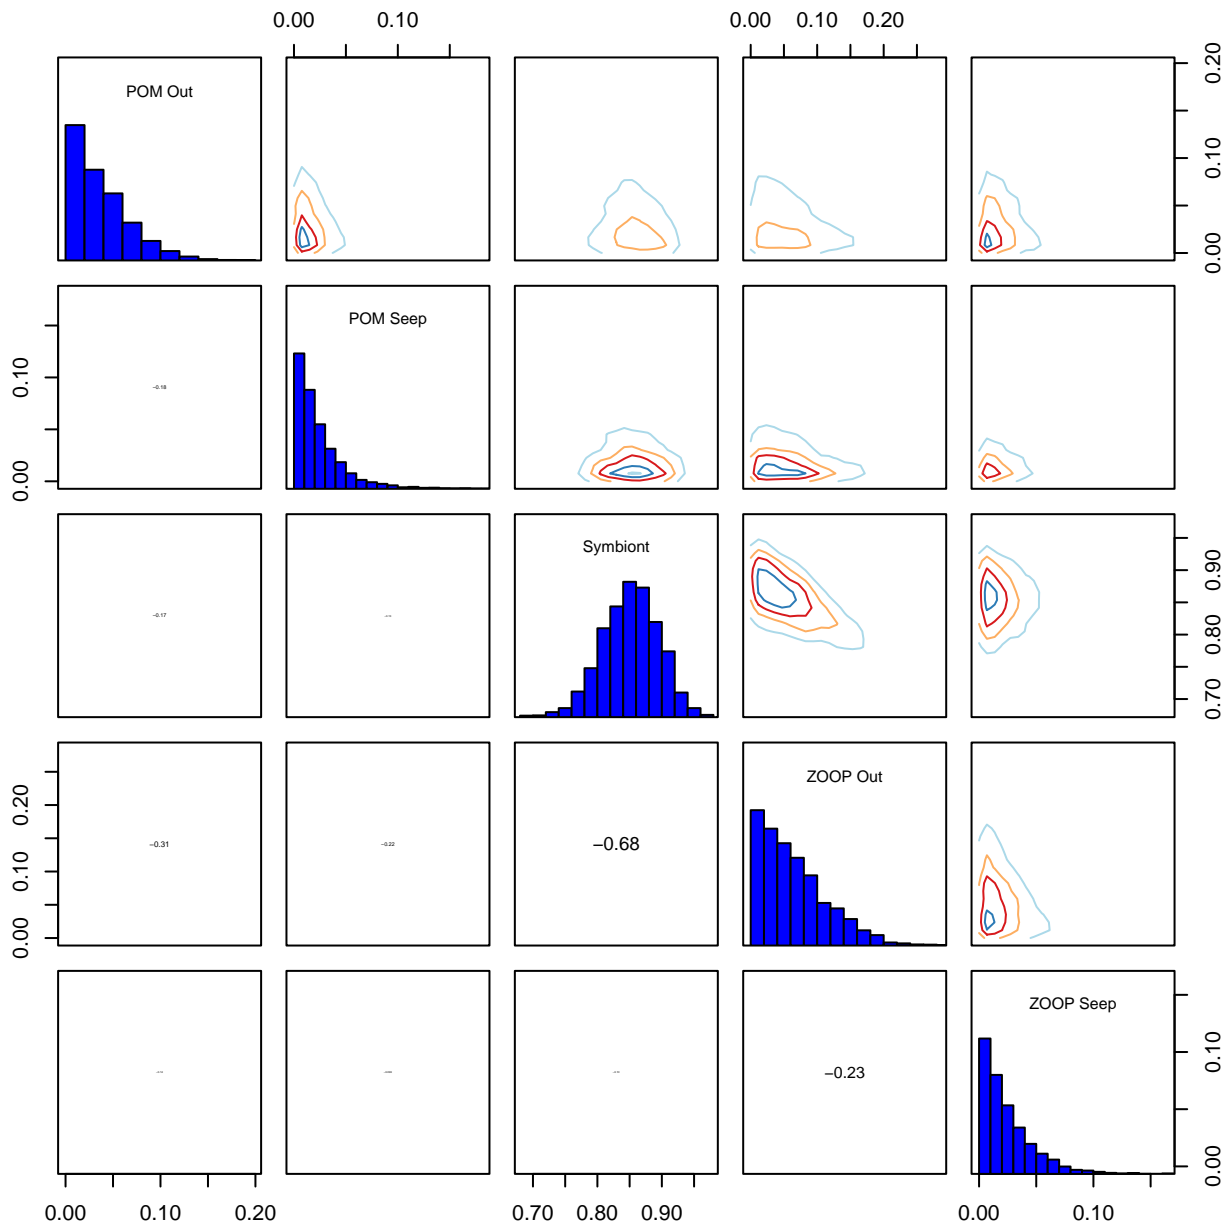 0.00 0.10 0.00 0.10 0.20
POM Out
0.00 0.10 0.20
POM Seep
0.00 0.10
−0.18
Symbiont
0.70 0.80 0.90
−0.17
ZOOP Out
0.00 0.10 0.20
−0.31 −0.22 −0.68
ZOOP Seep
0.00 0.10
−0.23
0.00 0.10 0.20 0.70 0.80 0.90 0.00 0.10